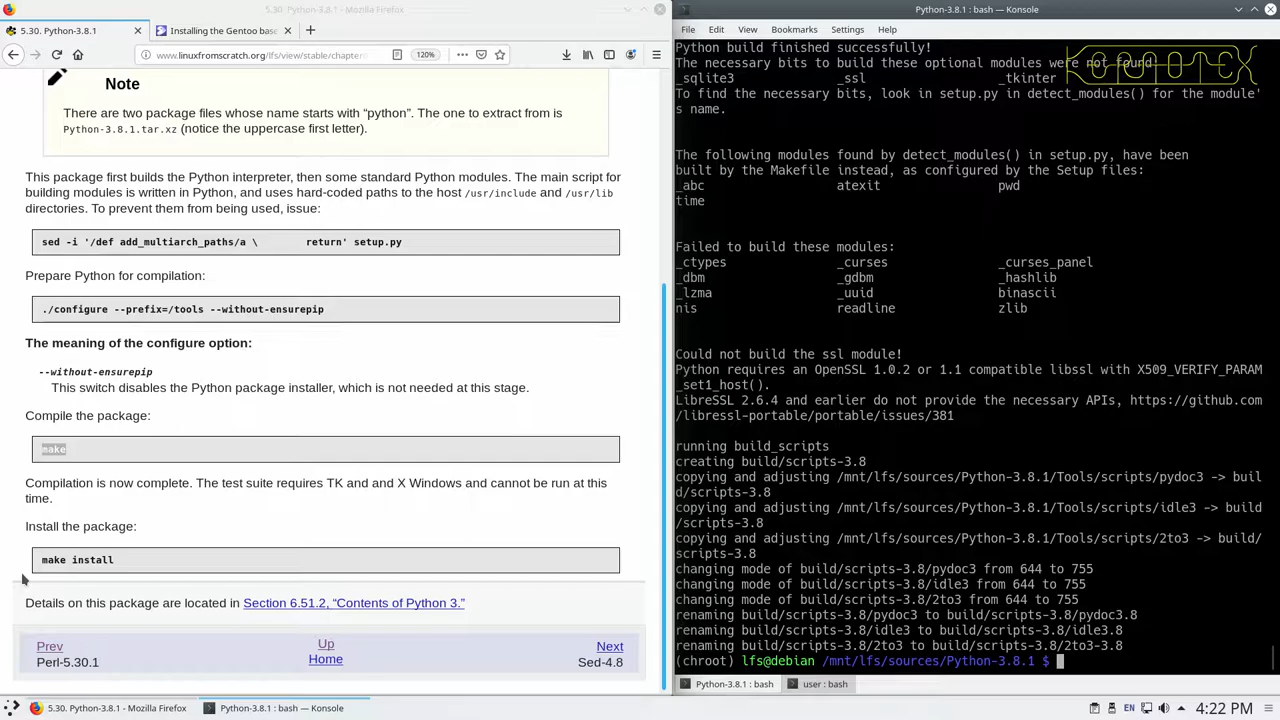 5.30. Python-3.8.1 - Mozilla Firefox
5.30. Python-3.8.1
Installing the Gentoo base
www.linuxfromscratch.org/lfs/view/stable/chapter0
120%
Note
There are two package files whose name starts with “python”. The one to extract from is
Python-3.8.1.tar.xz (notice the uppercase first letter).
This package first builds the Python interpreter, then some standard Python modules. The main script for
building modules is written in Python, and uses hard-coded paths to the host /usr/include and /usr/lib
directories. To prevent them from being used, issue:
sed -i '/def add_multiarch_paths/a \ return' setup.py
Prepare Python for compilation:
./configure --prefix=/tools --without-ensurepip
The meaning of the configure option:
--without-ensurepip
This switch disables the Python package installer, which is not needed at this stage.
Compile the package:
make
Compilation is now complete. The test suite requires TK and and X Windows and cannot be run at this
time.
Install the package:
make install
Details on this package are located in Section 6.51.2, “Contents of Python 3.”
Prev Up Next
Perl-5.30.1 Home Sed-4.8
Python-3.8.1 : bash — Konsole
File Edit View Bookmarks Settings Help
Python build finished successfully!
The necessary bits to build these optional modules were not found:
_sqlite3 _ssl _tkinter
To find the necessary bits, look in setup.py in detect_modules() for the module'
s name.
The following modules found by detect_modules() in setup.py, have been
built by the Makefile instead, as configured by the Setup files:
_abc atexit pwd
time
Failed to build these modules:
_ctypes _curses _curses_panel
_dbm _gdbm _hashlib
_lzma _uuid binascii
nis readline zlib
Could not build the ssl module!
Python requires an OpenSSL 1.0.2 or 1.1 compatible libssl with X509_VERIFY_PARAM
_set1_host().
LibreSSL 2.6.4 and earlier do not provide the necessary APIs, https://github.com
/libressl-portable/portable/issues/381
running build_scripts
creating build/scripts-3.8
copying and adjusting /mnt/lfs/sources/Python-3.8.1/Tools/scripts/pydoc3 -> buil
d/scripts-3.8
copying and adjusting /mnt/lfs/sources/Python-3.8.1/Tools/scripts/idle3 -> build
/scripts-3.8
copying and adjusting /mnt/lfs/sources/Python-3.8.1/Tools/scripts/2to3 -> build/
scripts-3.8
changing mode of build/scripts-3.8/pydoc3 from 644 to 755
changing mode of build/scripts-3.8/idle3 from 644 to 755
changing mode of build/scripts-3.8/2to3 from 644 to 755
renaming build/scripts-3.8/pydoc3 to build/scripts-3.8/pydoc3.8
renaming build/scripts-3.8/idle3 to build/scripts-3.8/idle3.8
renaming build/scripts-3.8/2to3 to build/scripts-3.8/2to3-3.8
(chroot) lfs@debian /mnt/lfs/sources/Python-3.8.1 $
Python-3.8.1 : bash user : bash
5.30. Python-3.8.1 - Mozilla Firefox Python-3.8.1 : bash — Konsole EN 4:22 PM